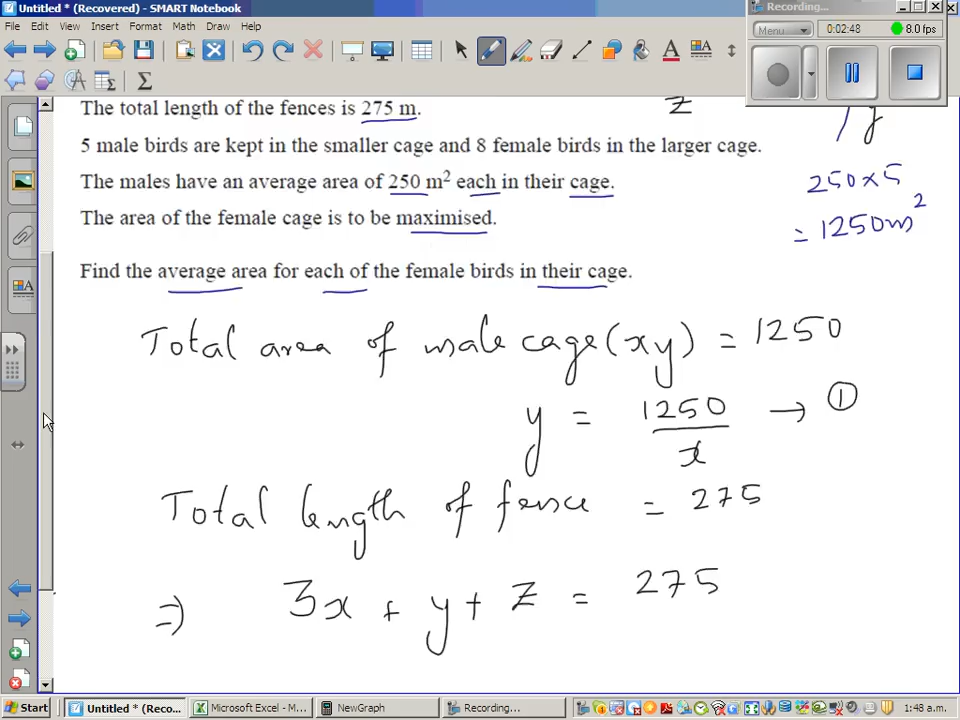 Untitled * (Recovered) - SMART Notebook
Recording...
File Edit View Insert Format Math Draw Help
Menu
0:02:48
8.0 fps
The total length of the fences is 275 m.
z
y
5 male birds are kept in the smaller cage and 8 female birds in the larger cage.
The males have an average area of 250 m² each in their cage.
250×5
The area of the female cage is to be maximised.
= 1250m²
Find the average area for each of the female birds in their cage.
Total area of male cage (xy) = 1250
y = 1250/x → ①
Total length of fence = 275
⇒ 3x + y + z = 275
Start
Untitled * (Reco...
Microsoft Excel - M...
NewGraph
Recording...
1:48 a.m.